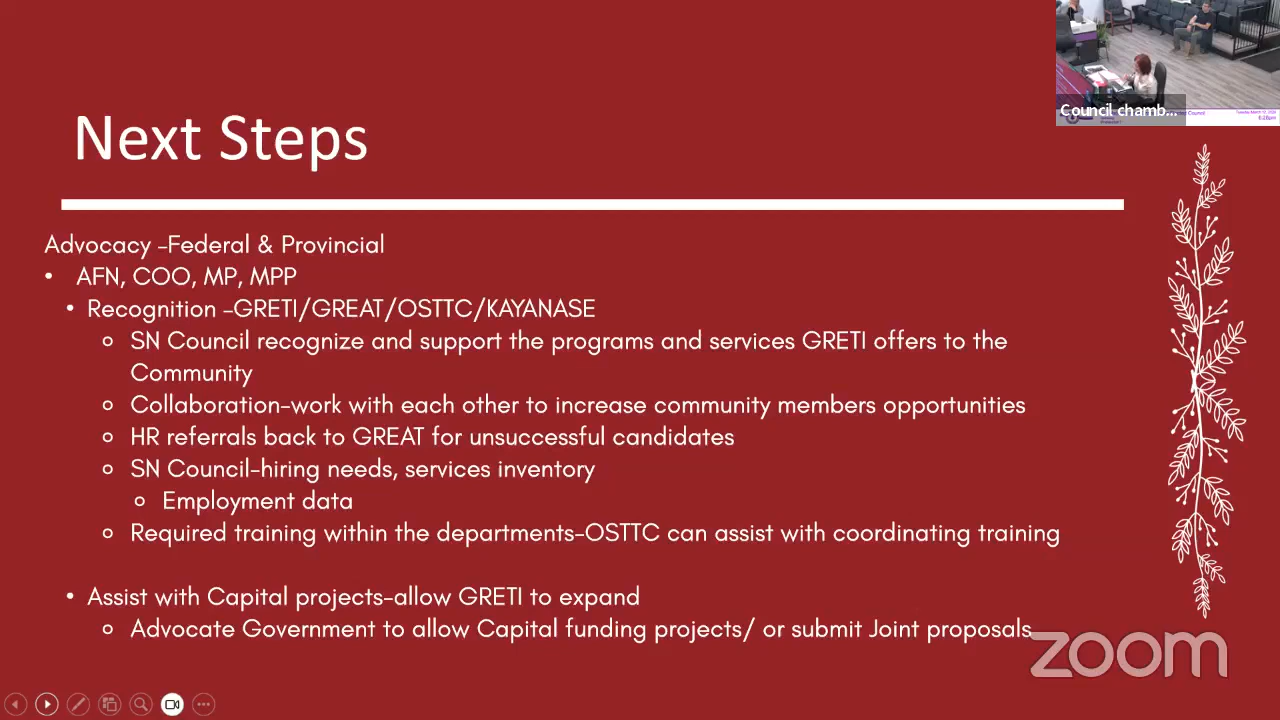 Council chamb...
Next Steps
Advocacy –Federal & Provincial
• AFN, COO, MP, MPP
• Recognition –GRETI/GREAT/OSTTC/KAYANASE
SN Council recognize and support the programs and services GRETI offers to the
Community
Collaboration-work with each other to increase community members opportunities
HR referrals back to GREAT for unsuccessful candidates
SN Council-hiring needs, services inventory
Employment data
Required training within the departments-OSTTC can assist with coordinating training
• Assist with Capital projects-allow GRETI to expand
Advocate Government to allow Capital funding projects/ or submit Joint proposals
zoom